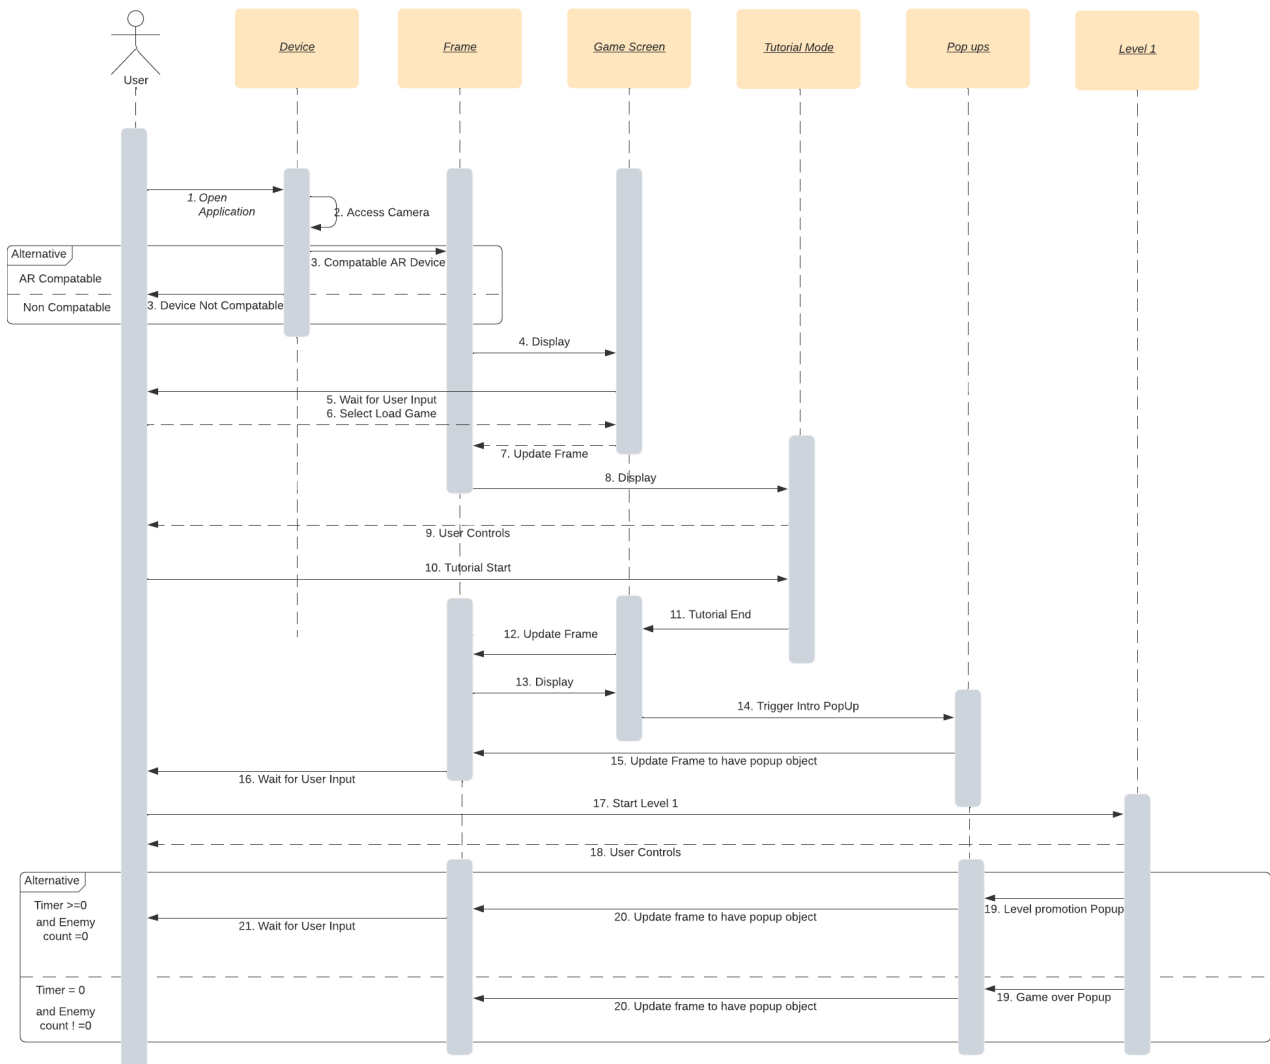 Device
Frame
Game Screen
Tutorial Mode
Pop ups
Level 1
User
1. Open
Application
2. Access Camera
Alternative
3. Compatable AR Device
AR Compatable
3. Device Not Compatable
Non Compatable
4. Display
5. Wait for User Input
6. Select Load Game
7. Update Frame
8. Display
9. User Controls
10. Tutorial Start
11. Tutorial End
12. Update Frame
13. Display
14. Trigger Intro PopUp
15. Update Frame to have popup object
16. Wait for User Input
17. Start Level 1
18. User Controls
Alternative
Timer >=0
and Enemy
count =0
19. Level promotion Popup
20. Update frame to have popup object
21. Wait for User Input
Timer = 0
and Enemy
count ! =0
19. Game over Popup
20. Update frame to have popup object